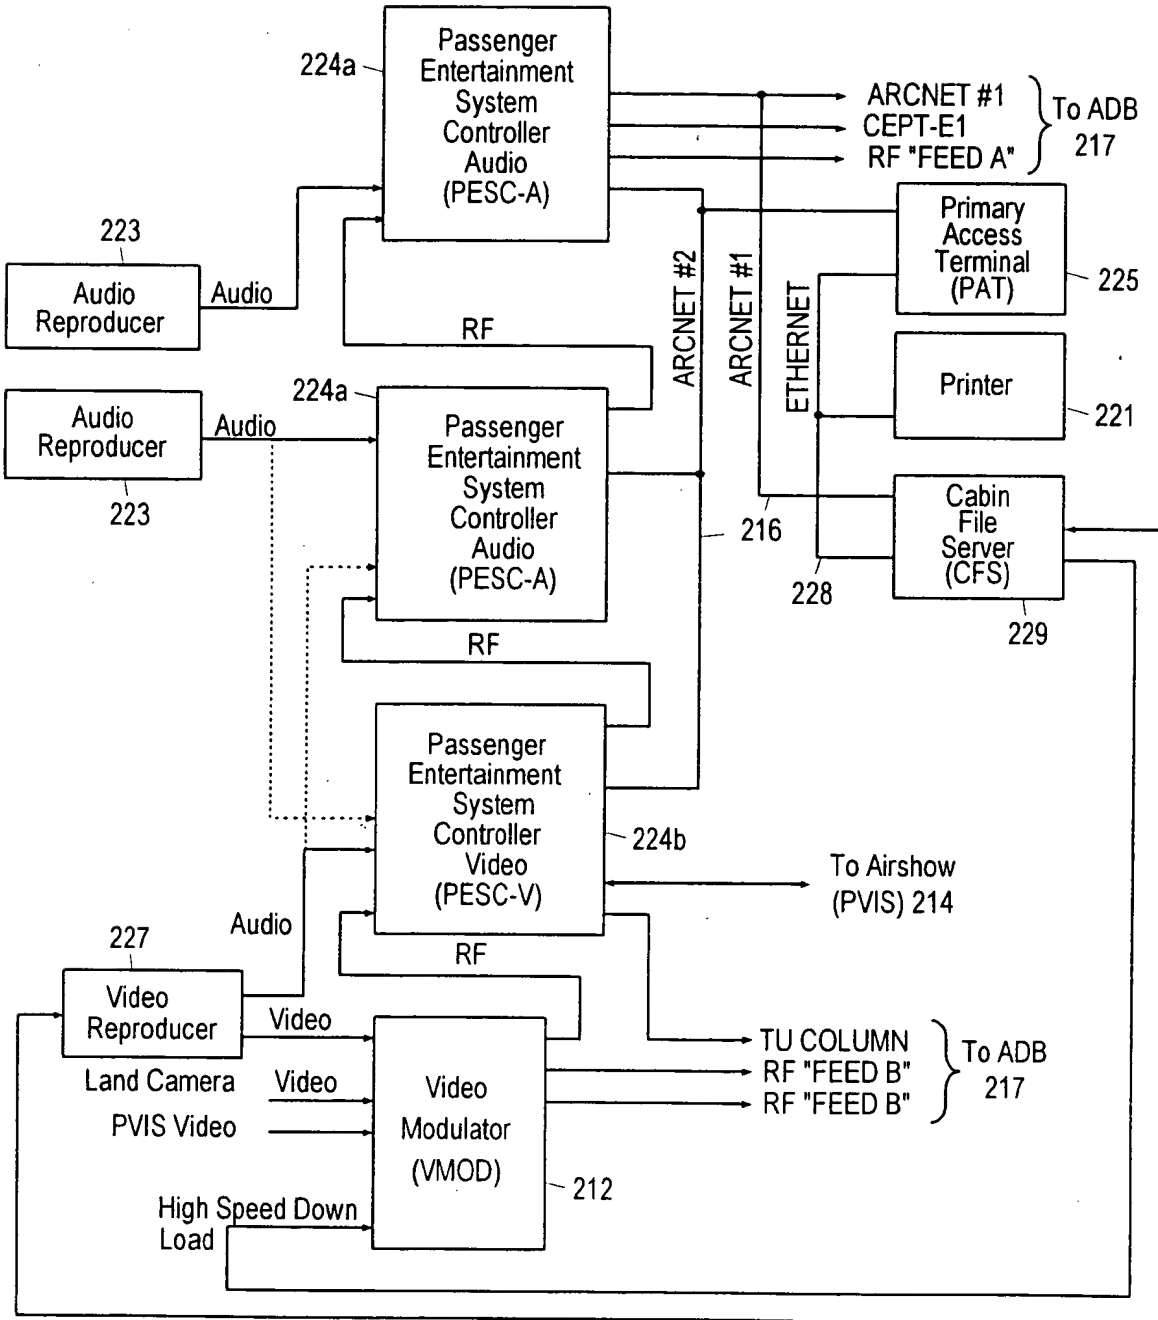 Passenger
Entertainment
System
Controller
Audio
(PESC-A)
224a
ARCNET #1
CEPT-E1
RF "FEED A"
To ADB
217
Primary
Access
Terminal
(PAT)
225
223
Audio
Reproducer
Audio
RF
ARCNET #2
ARCNET #1
ETHERNET
Printer
221
224a
Audio
Reproducer
223
Audio
Passenger
Entertainment
System
Controller
Audio
(PESC-A)
216
228
Cabin
File
Server
(CFS)
229
RF
Passenger
Entertainment
System
Controller
Video
(PESC-V)
224b
To Airshow
(PVIS) 214
Audio
RF
227
Video
Reproducer
Video
Land Camera
Video
PVIS Video
Video
Modulator
(VMOD)
212
TU COLUMN
RF "FEED B"
RF "FEED B"
To ADB
217
High Speed Down
Load